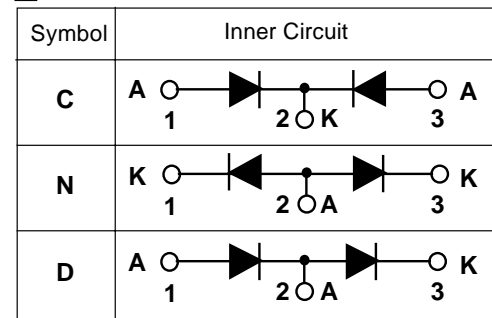 Symbol Inner Circuit
C A K A
1 2 3
N K A K
1 2 3
D A A K
1 2 3